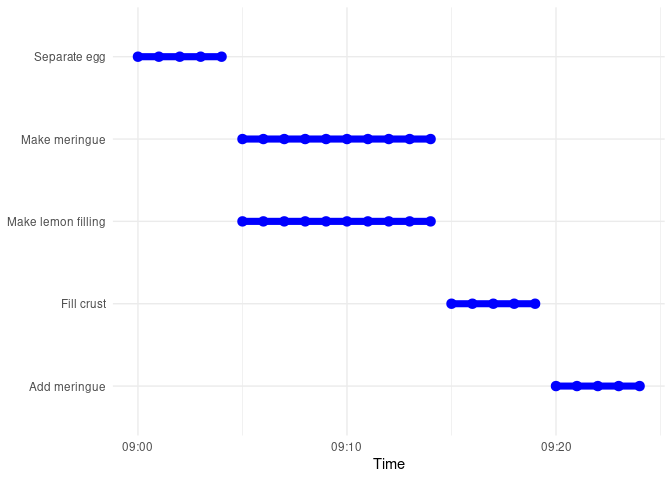 Separate egg
Make meringue
Make lemon filling
Fill crust
Add meringue
09:00 09:10 09:20
Time